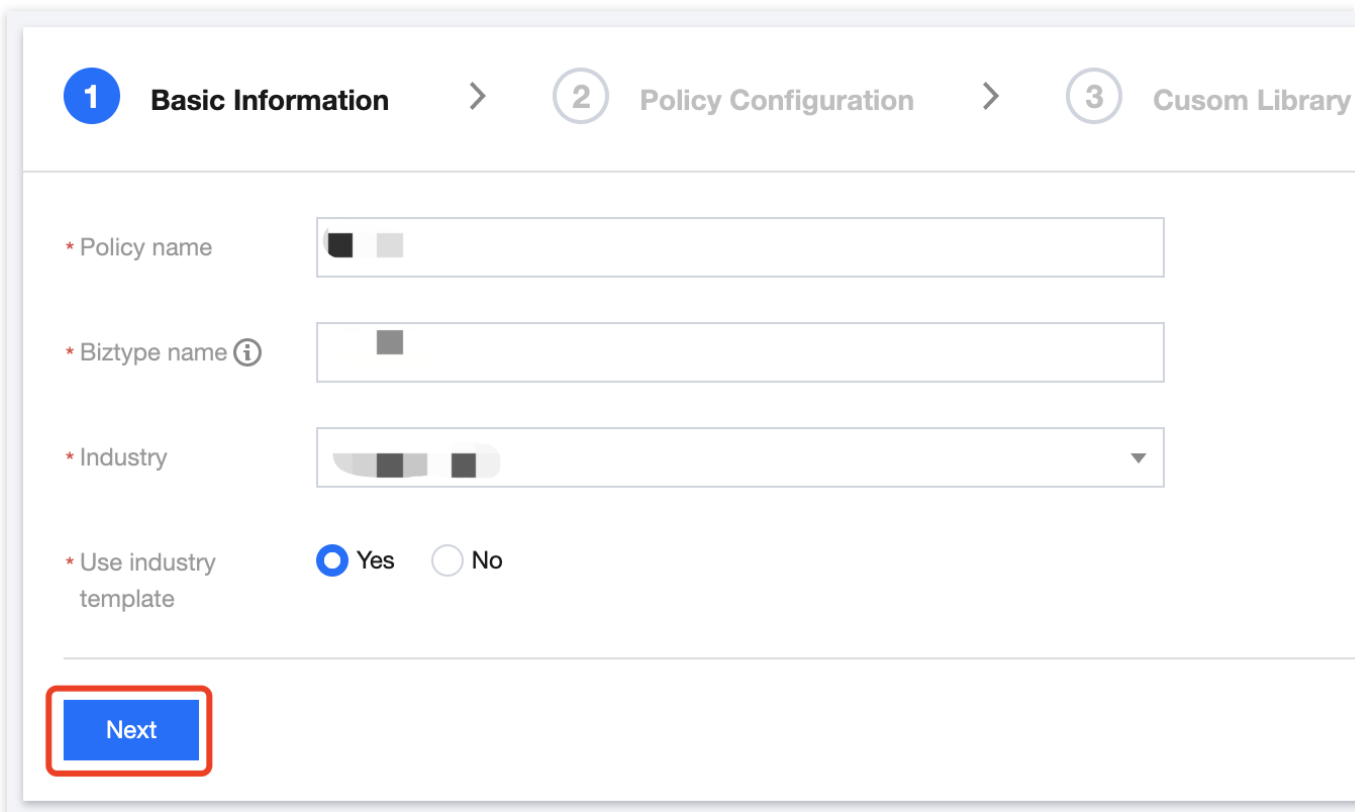 1 Basic Information > 2 Policy Configuration > 3 Cusom Library
* Policy name
* Biztype name
* Industry
* Use industry
template
Yes No
Next